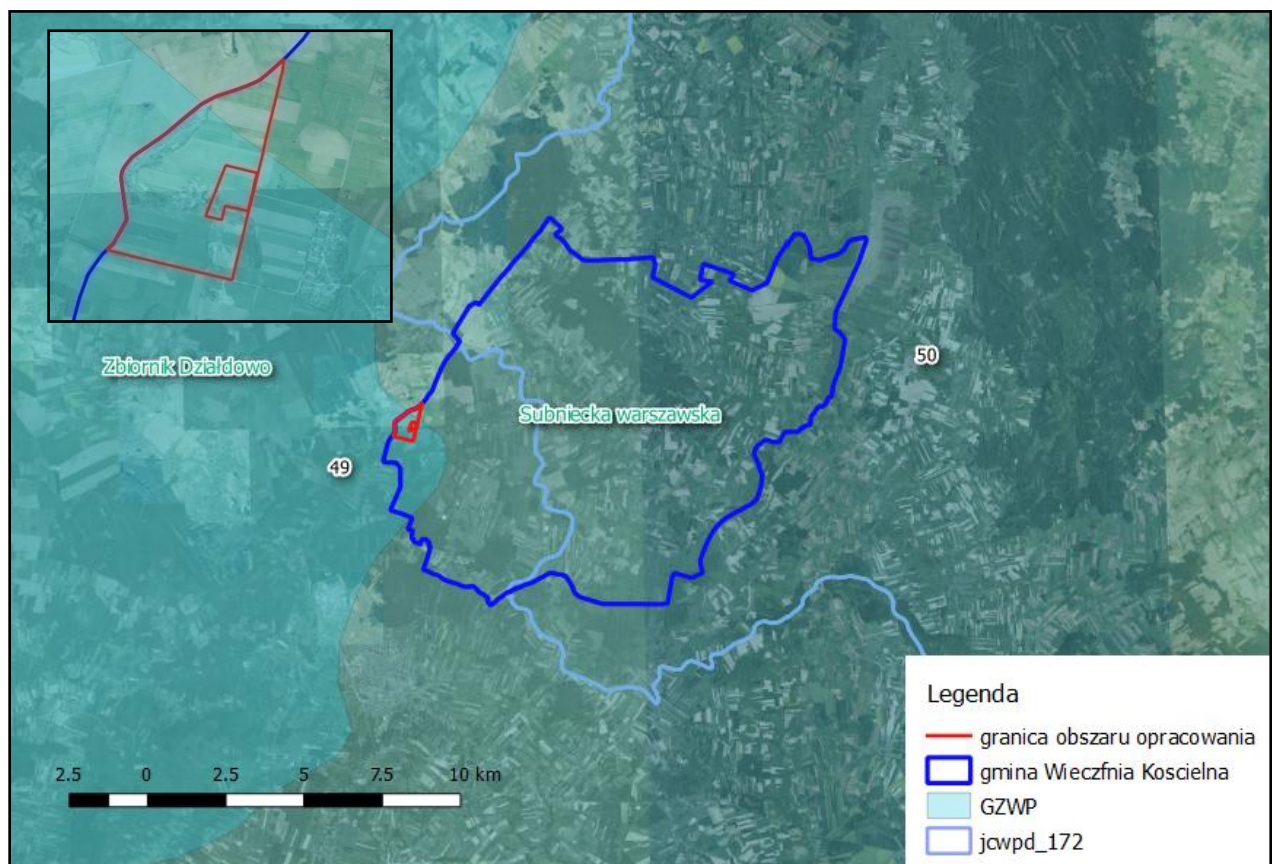 Zbiornik Działdowo
Subniecka warszawska
50
49
2.5 0 2.5 5 7.5 10 km
Legenda
granica obszaru opracowania
gmina Wieczfnia Koscielna
GZWP
jcwpd_172